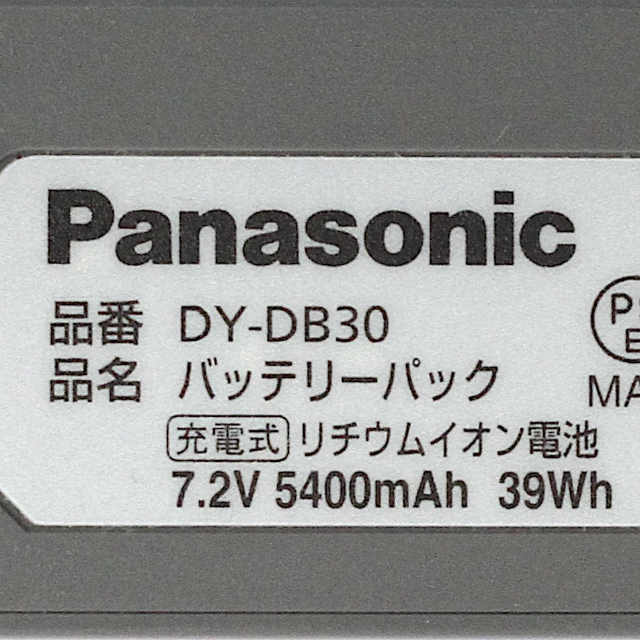 Panasonic
品番 DY-DB30
品名 バッテリーパック
充電式 リチウムイオン電池
7.2V 5400mAh 39Wh